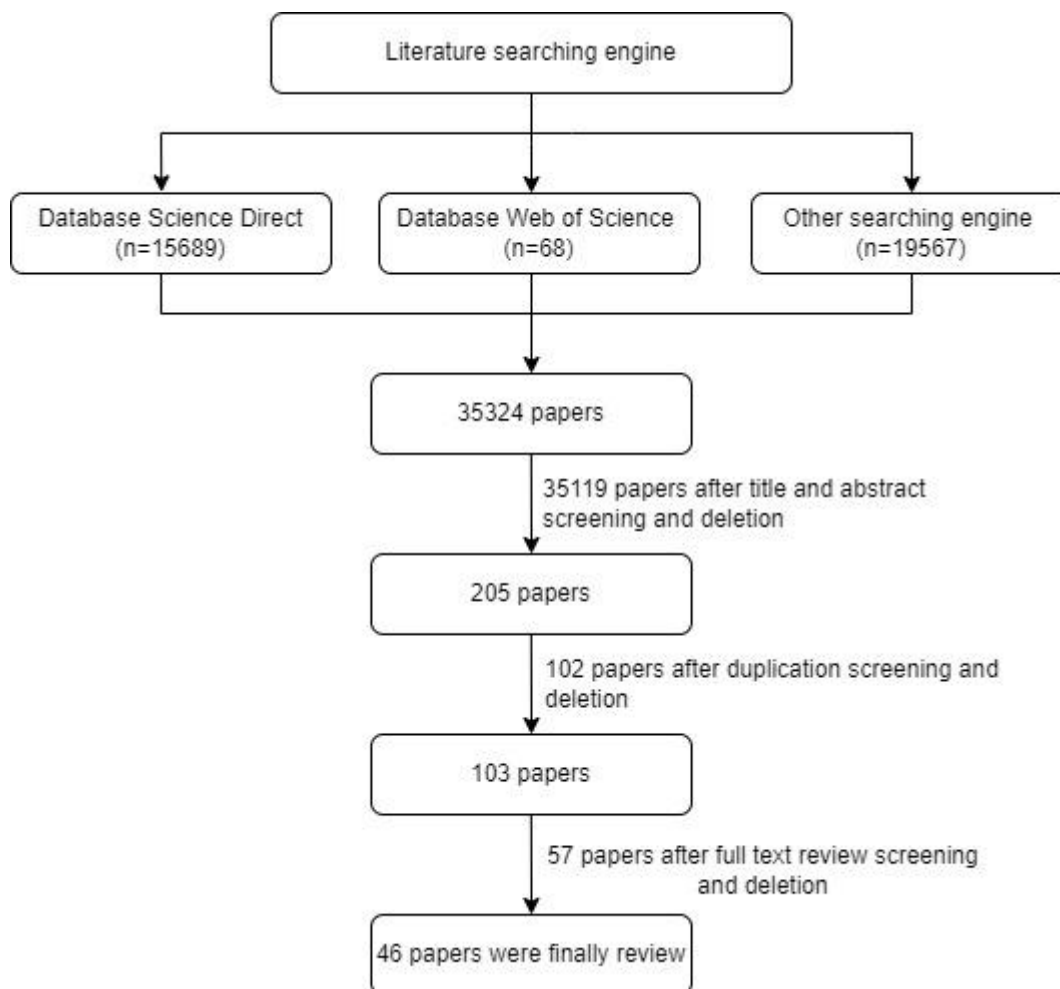 Literature searching engine
Database Science Direct
(n=15689)
Database Web of Science
(n=68)
Other searching engine
(n=19567)
35324 papers
35119 papers after title and abstract
screening and deletion
205 papers
102 papers after duplication screening and
deletion
103 papers
57 papers after full text review screening
and deletion
46 papers were finally review